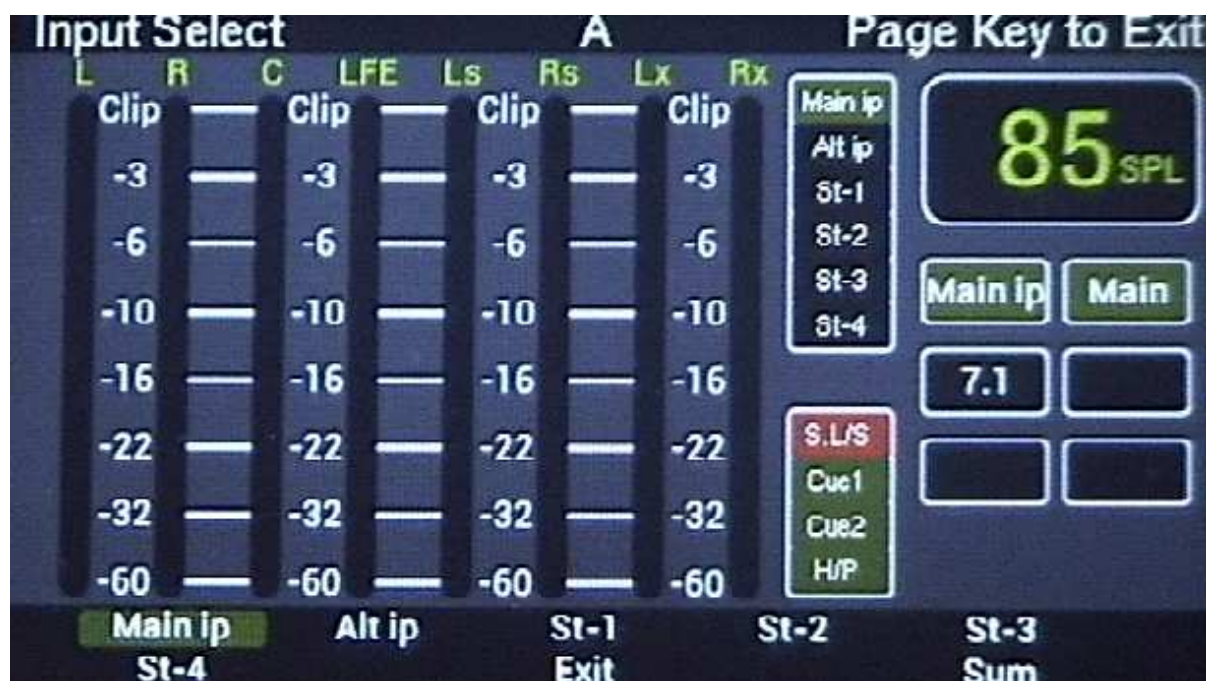 Input Select A Page Key to Exit
L R C LFE Ls Rs Lx Rx
Clip Clip Clip Clip
-3 -3 -3 -3
-6 -6 -6 -6
-10 -10 -10 -10
-16 -16 -16 -16
-22 -22 -22 -22
-32 -32 -32 -32
-60 -60 -60 -60
Main ip
Alt ip
St-1
St-2
St-3
St-4
S.L/S
Cue1
Cue2
H/P
85 SPL
Main ip Main
7.1
Main ip Alt ip St-1 St-2 St-3
St-4 Exit Sum